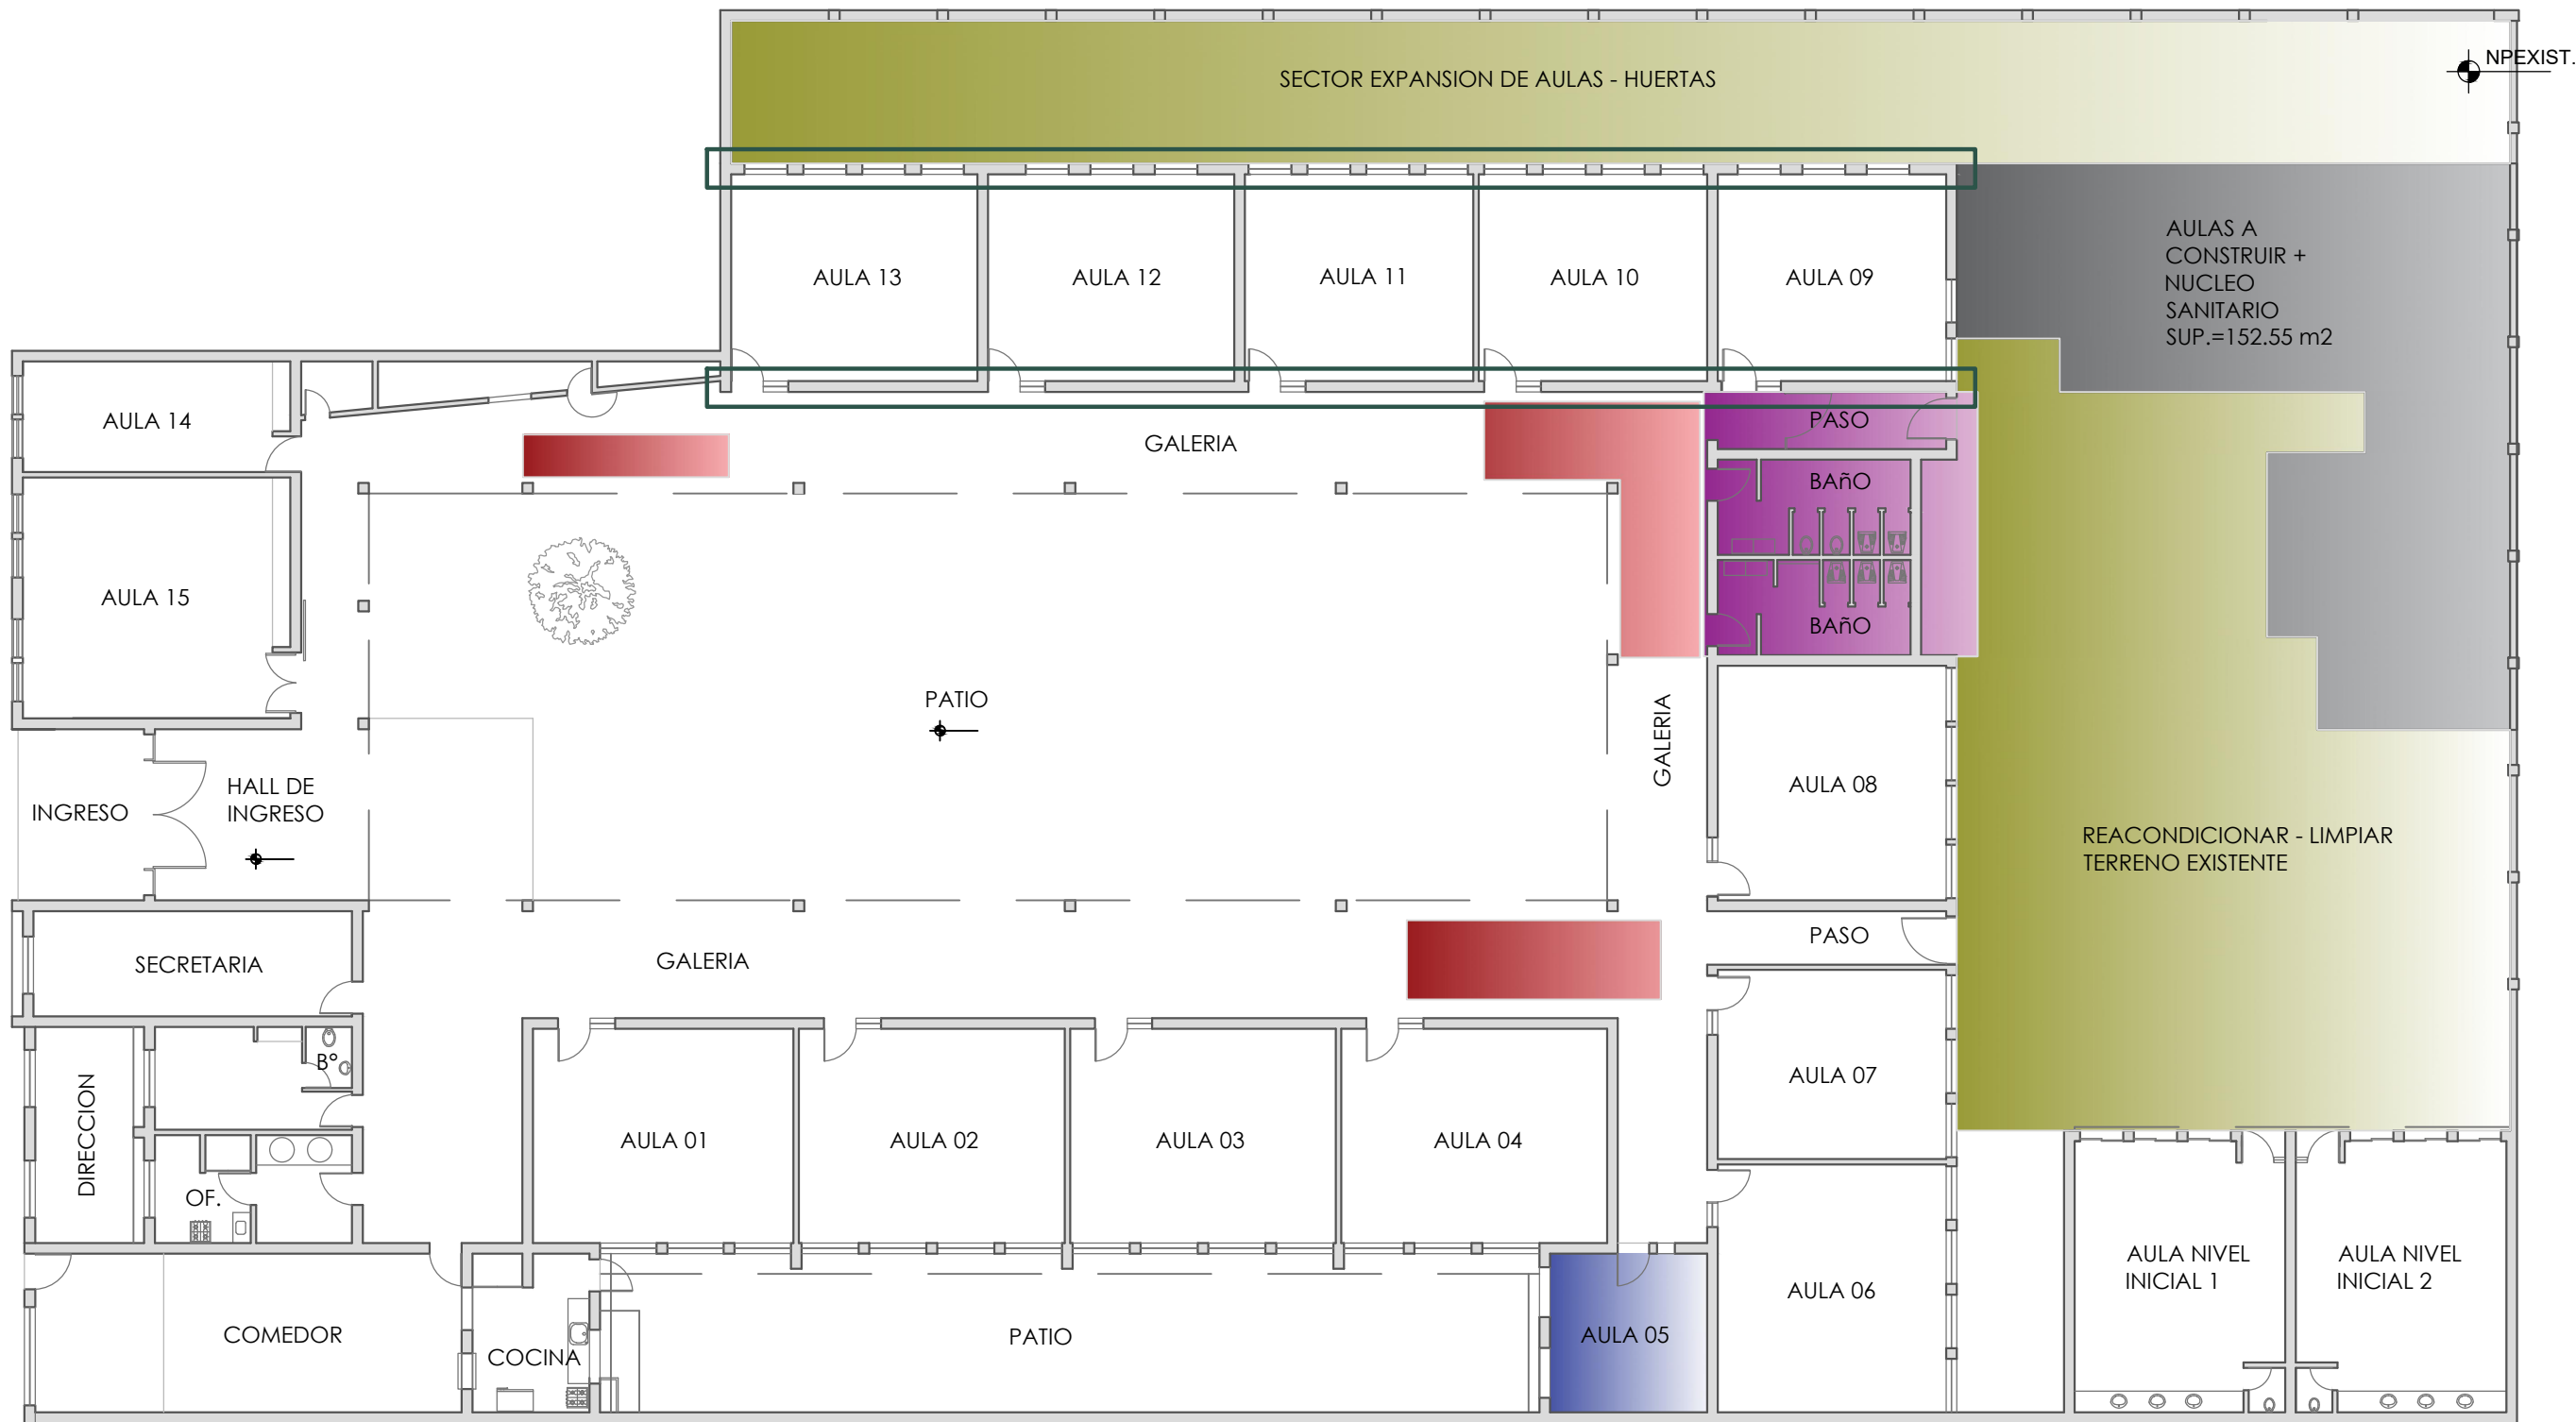 NPEXIST.
SECTOR EXPANSION DE AULAS - HUERTAS
AULAS A
CONSTRUIR +
NUCLEO
SANITARIO
SUP.=152.55 m2
AULA 13
AULA 12
AULA 11
AULA 10
AULA 09
AULA 14
GALERIA
PASO
BAñO
AULA 15
BAñO
PATIO
GALERIA
HALL DE
INGRESO
INGRESO
AULA 08
REACONDICIONAR - LIMPIAR
TERRENO EXISTENTE
SECRETARIA
GALERIA
PASO
B°
DIRECCION
OF.
AULA 01
AULA 02
AULA 03
AULA 04
AULA 07
COMEDOR
COCINA
PATIO
AULA 05
AULA 06
AULA NIVEL
INICIAL 1
AULA NIVEL
INICIAL 2